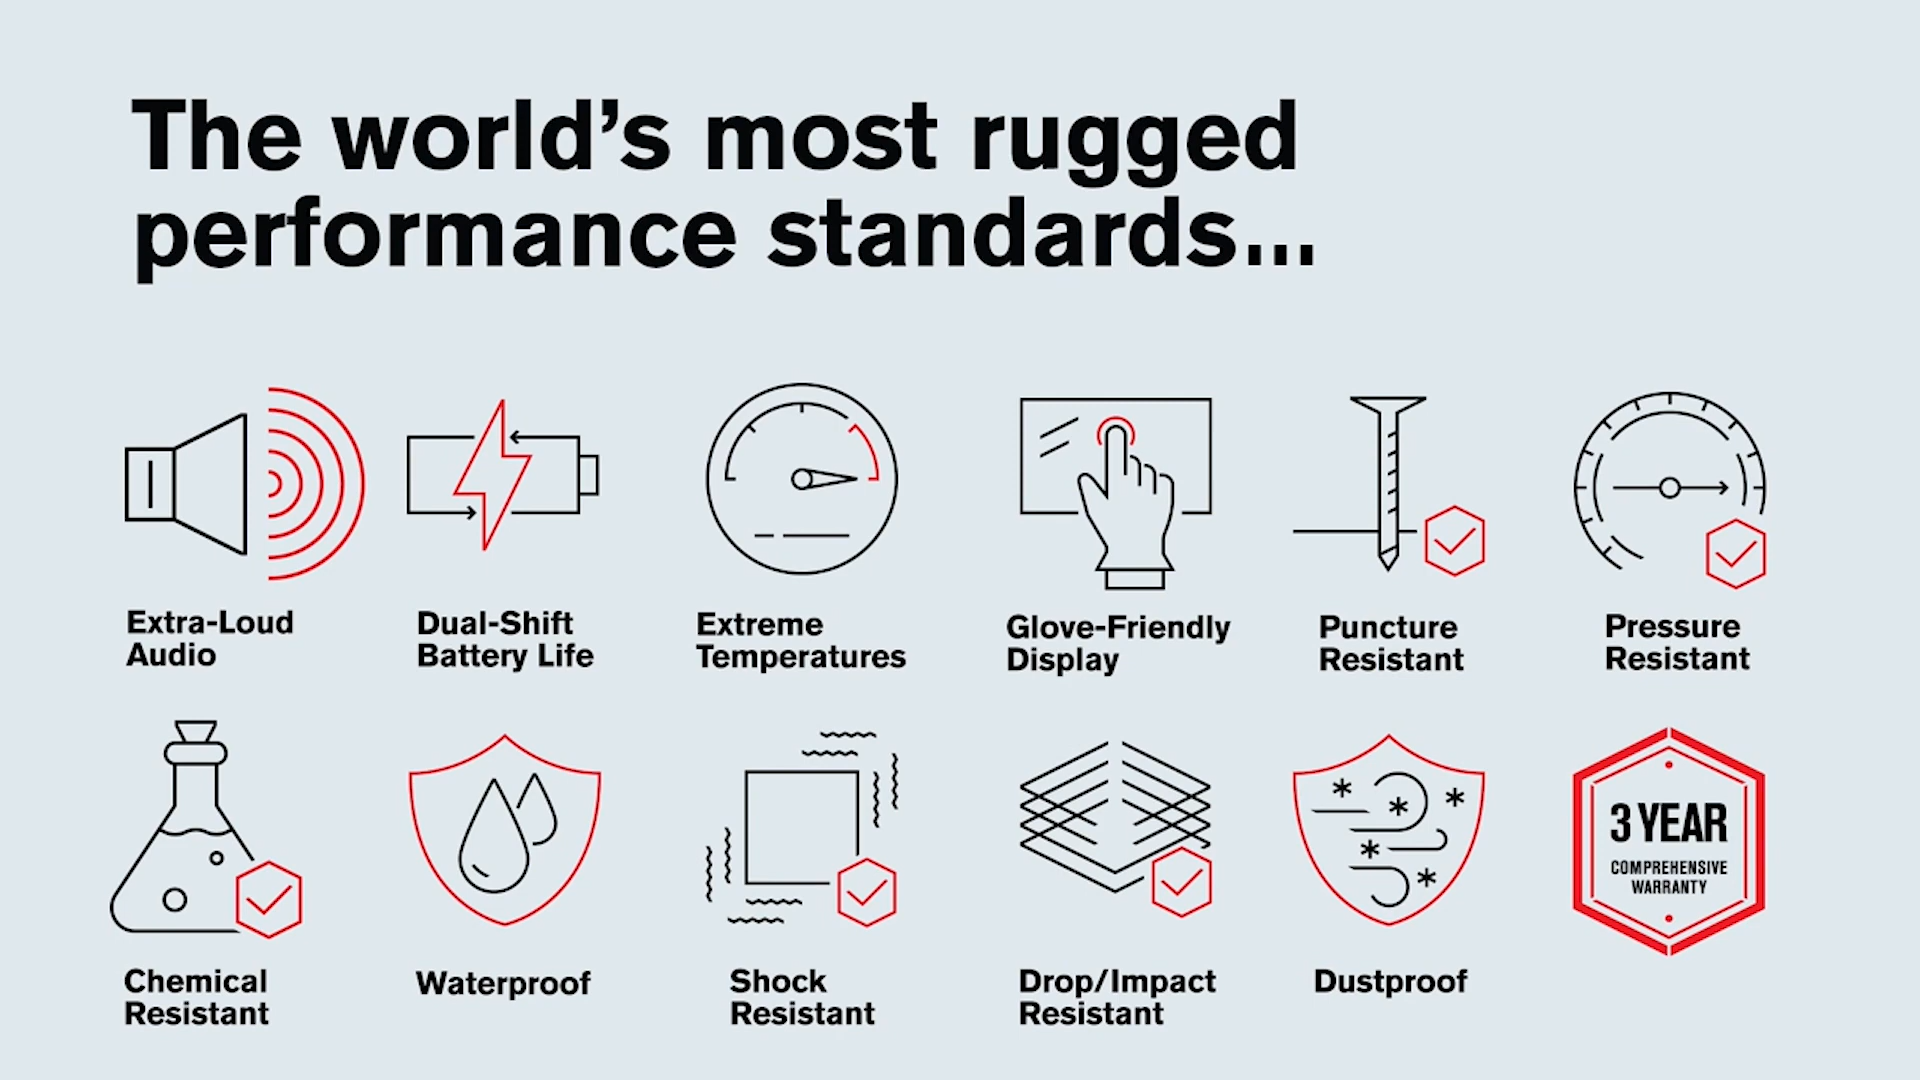 The world’s most rugged
performance standards...
Extra-Loud
Audio
Dual-Shift
Battery Life
Extreme
Temperatures
Glove-Friendly
Display
Puncture
Resistant
Pressure
Resistant
Chemical
Resistant
Waterproof
Shock
Resistant
Drop/Impact
Resistant
Dustproof
3 YEAR
COMPREHENSIVE
WARRANTY